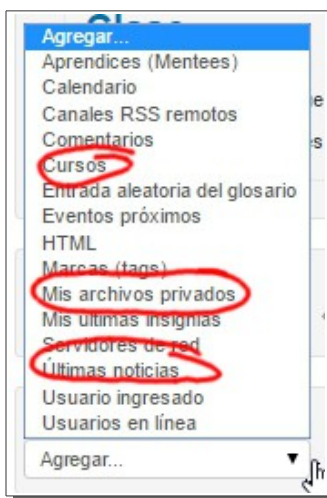 Agregar...
Aprendices (Mentees)
Calendario
Canales RSS remotos
Comentarios
Cursos
Entrada aleatoria del glosario
Eventos próximos
HTML
Marcas (tags)
Mis archivos privados
Mis últimas insignias
Servidores de red
Últimas noticias
Usuario ingresado
Usuarios en línea
Agregar...